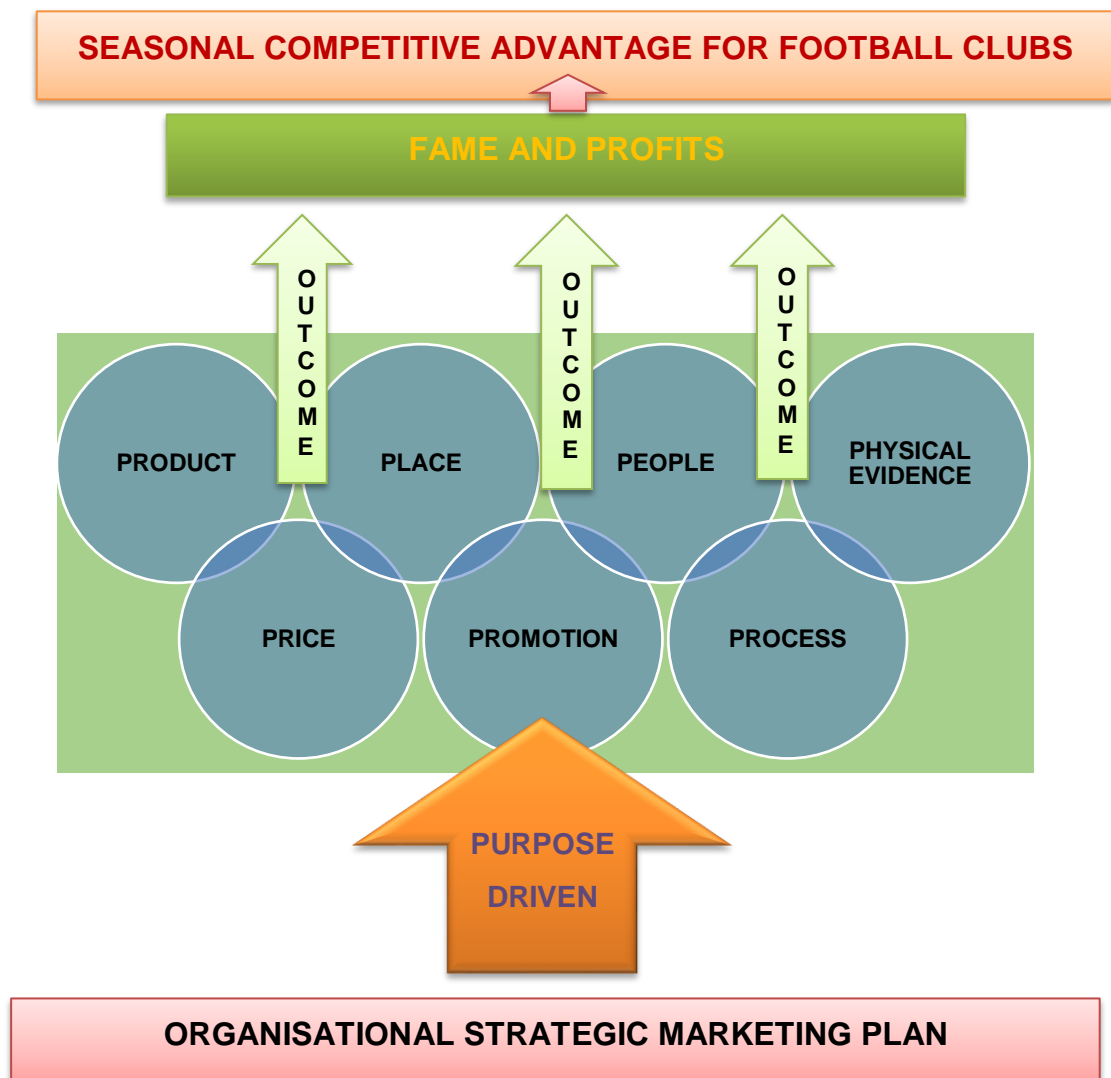 SEASONAL COMPETITIVE ADVANTAGE FOR FOOTBALL CLUBS
FAME AND PROFITS
OUTCOME
OUTCOME
OUTCOME
PRODUCT
PLACE
PEOPLE
PHYSICAL
EVIDENCE
PRICE
PROMOTION
PROCESS
PURPOSE
DRIVEN
ORGANISATIONAL STRATEGIC MARKETING PLAN